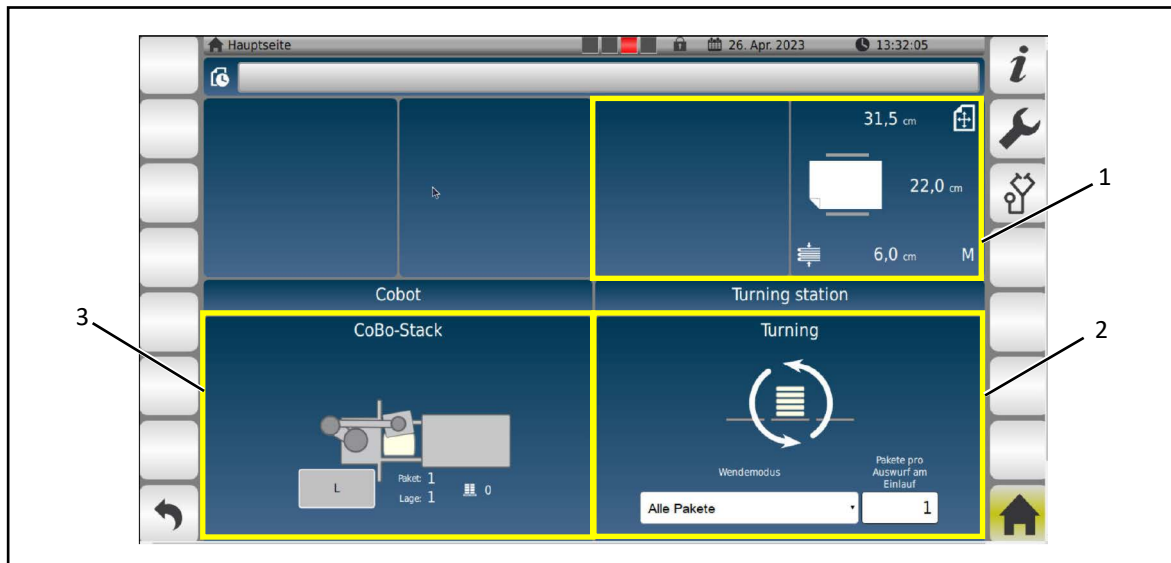 Hauptseite
26. Apr. 2023
13:32:05
i
31,5 cm
22,0 cm
6,0 cm M
1
Cobot
Turning station
CoBo-Stack
Turning
3
2
L
Paket: 1
Lage: 1
0
Wendemodus
Pakete pro
Auswurf am
Einlauf
Alle Pakete
1